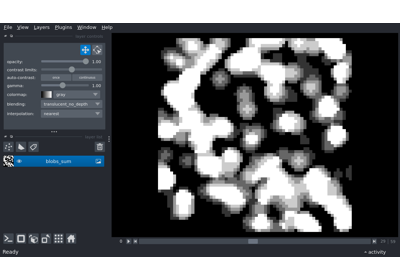 File View Layers Plugins Window Help
opacity: 1.00
contrast limits:
auto-contrast: once continuous
gamma: 1.00
colormap: gray
blending: translucent_no_depth
interpolation: nearest
blobs_sum
Ready
activity